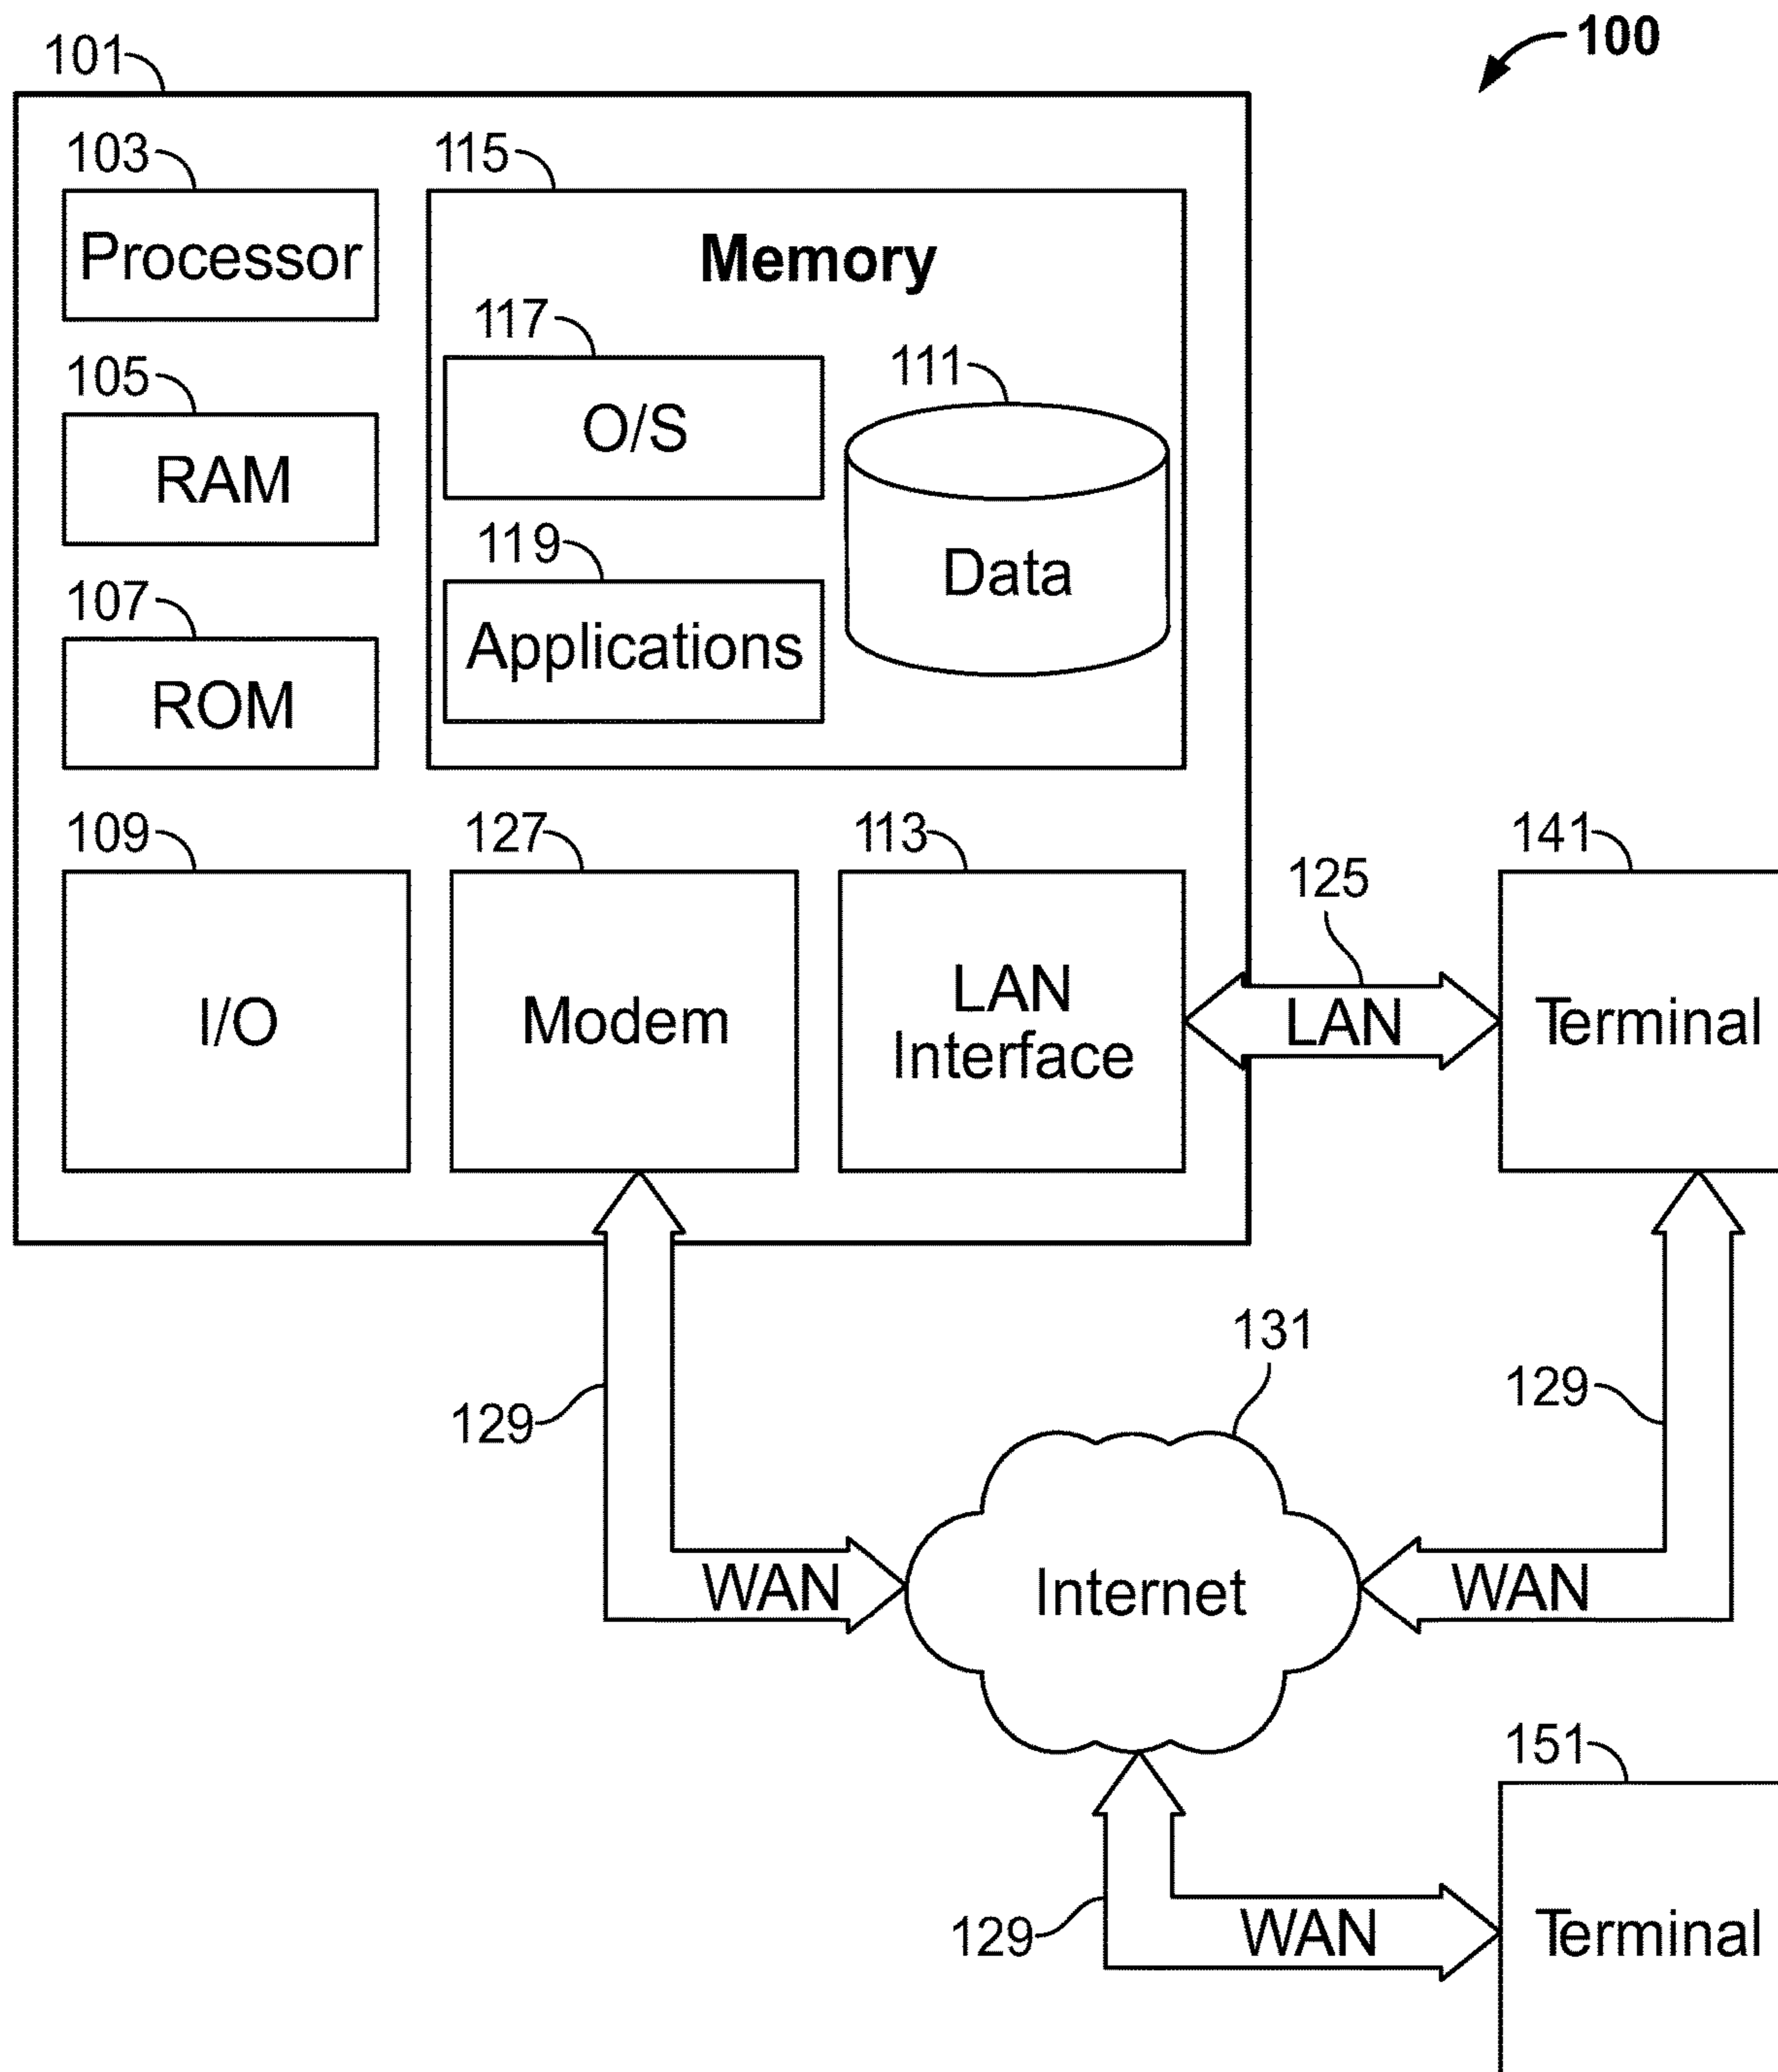 100
101
103
Processor
115
Memory
105
RAM
117
O/S
111
Data
107
ROM
119
Applications
109
I/O
127
Modem
113
LAN
Interface
125
LAN
141
Terminal
129
WAN
131
Internet
129
WAN
129
WAN
151
Terminal